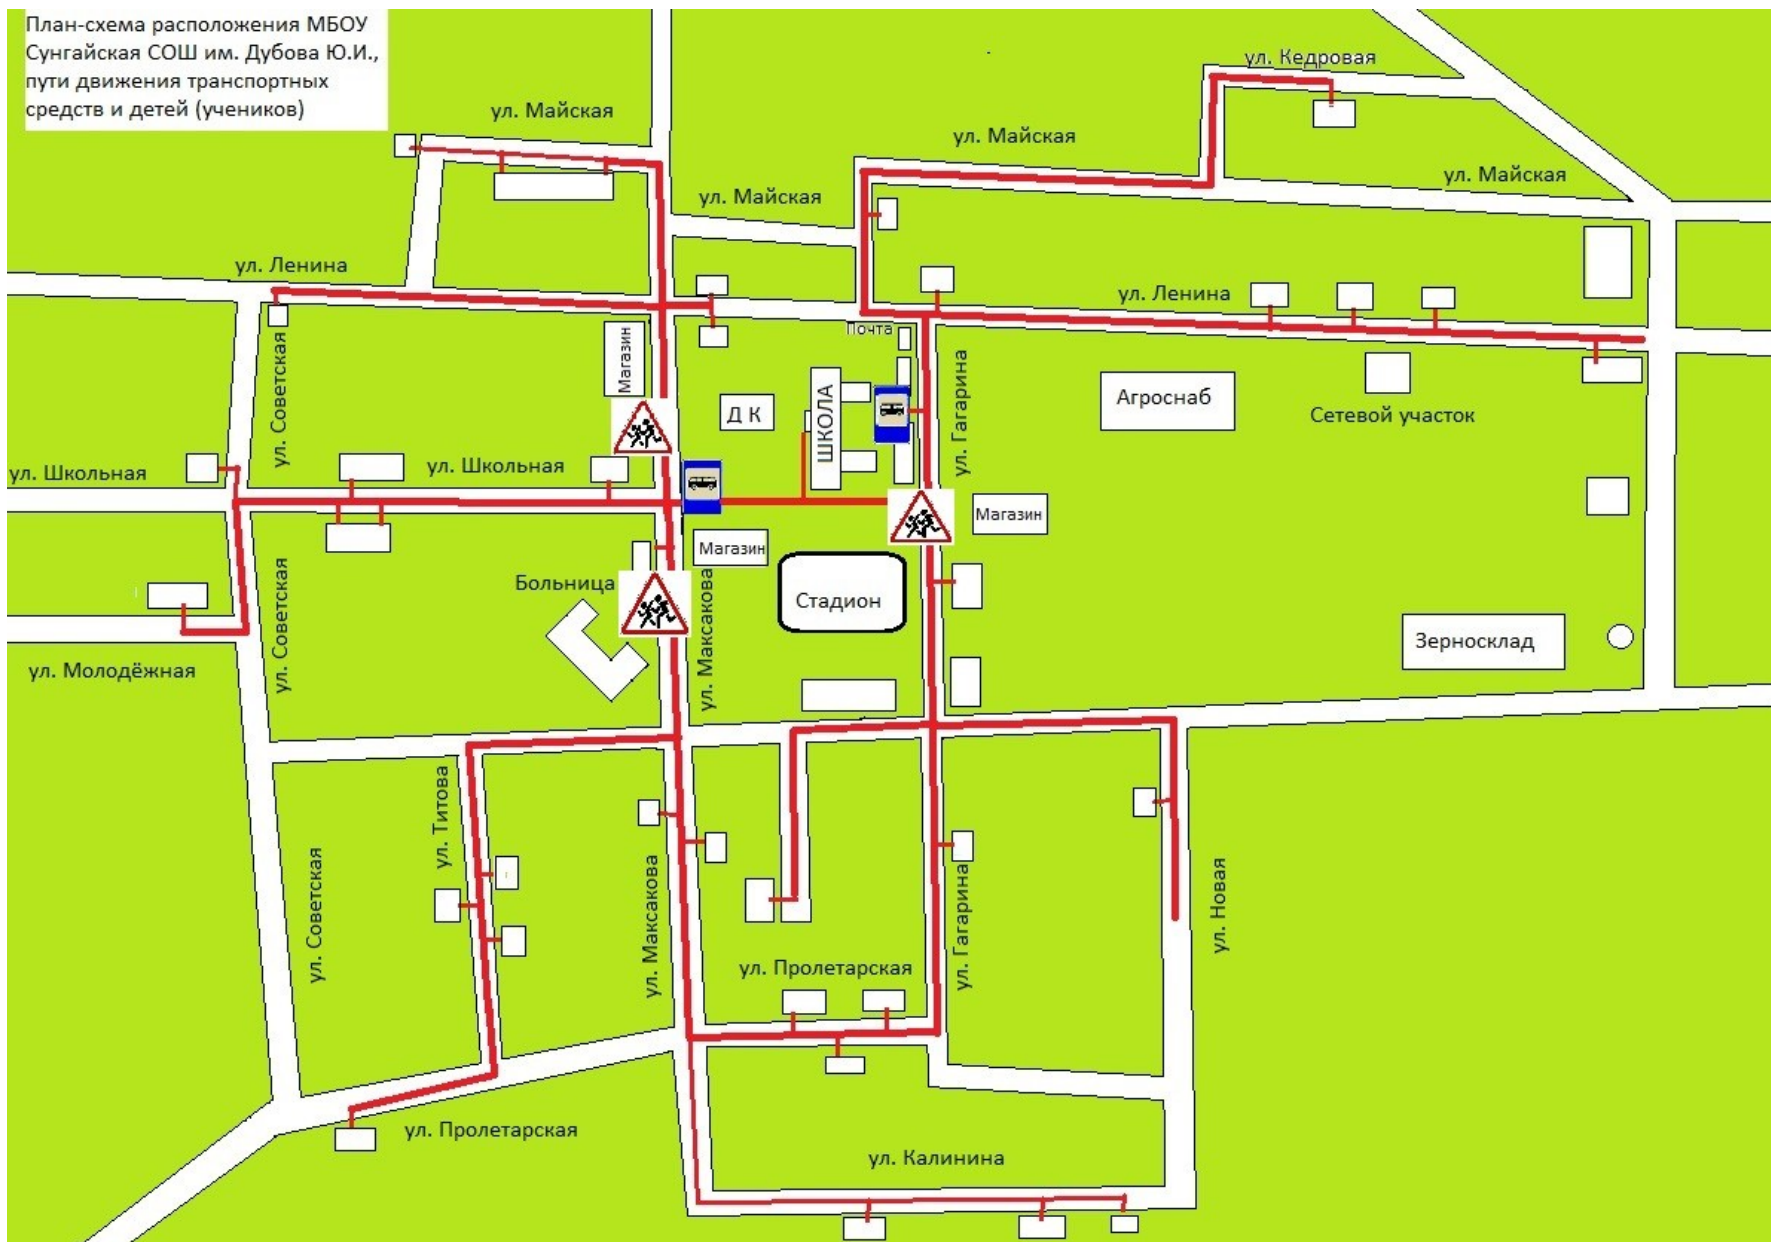 План-схема расположения МБОУ
Сунгайская СОШ им. Дубова Ю.И.,
пути движения транспортных
средств и детей (учеников)
ул. Кедровая
ул. Майская
ул. Майская
ул. Майская
ул. Майская
ул. Ленина
ул. Ленина
Почта
Магазин
ул. Советская
ул. Гагарина
Д К
ШКОЛА
Агроснаб
Сетевой участок
ул. Школьная
ул. Школьная
Магазин
Магазин
Больница
Стадион
ул. Советская
ул. Максакова
Зерносклад
ул. Молодёжная
ул. Титова
ул. Советская
ул. Максакова
ул. Гагарина
ул. Новая
ул. Пролетарская
ул. Пролетарская
ул. Калинина